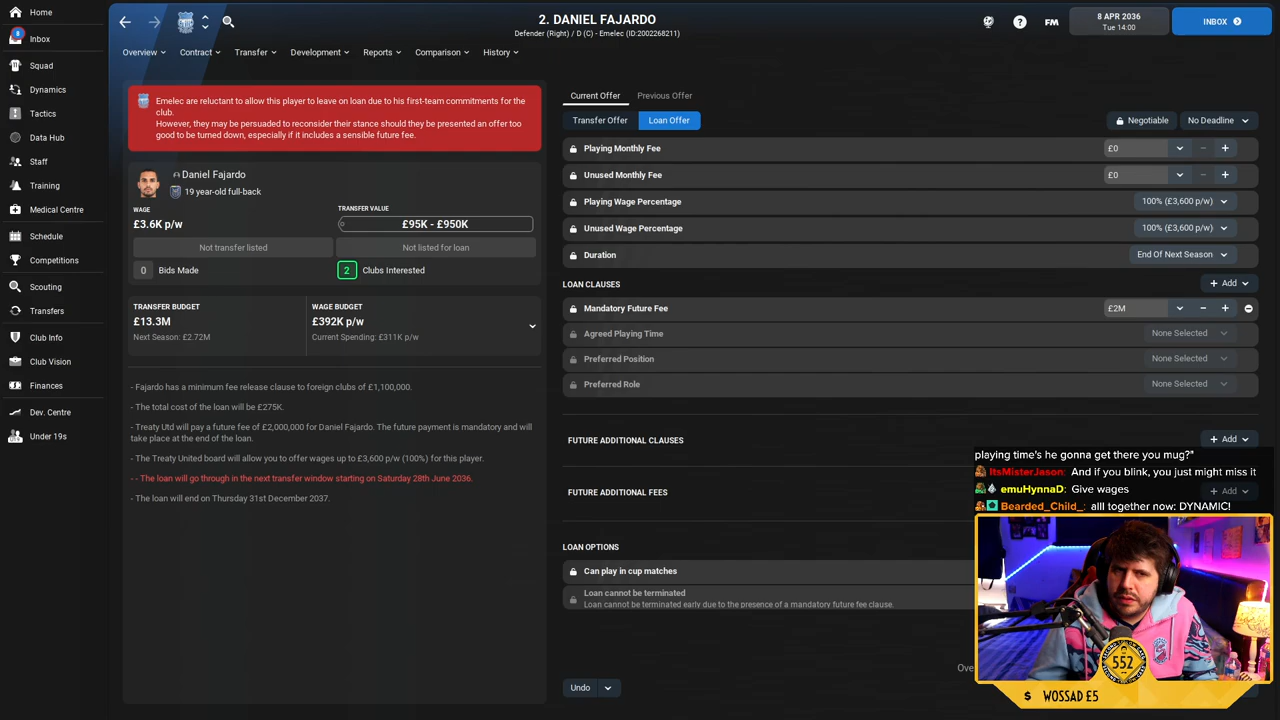 Home
8
Inbox
Squad
Dynamics
Tactics
Data Hub
Staff
Training
Medical Centre
Schedule
Competitions
Scouting
Transfers
Club Info
Club Vision
Finances
Dev. Centre
Under 19s
2. DANIEL FAJARDO
Defender (Right) / D (C) - Emelec (ID:2002268211)
FM
8 APR 2036
Tue 14:00
INBOX
Overview
Contract
Transfer
Development
Reports
Comparison
History
Emelec are reluctant to allow this player to leave on loan due to his first-team commitments for the
club.
However, they may be persuaded to reconsider their stance should they be presented an offer too
good to be turned down, especially if it includes a sensible future fee.
Daniel Fajardo
19 year-old full-back
WAGE
£3.6K p/w
TRANSFER VALUE
£95K - £950K
Not transfer listed
Not listed for loan
0 Bids Made
2 Clubs Interested
TRANSFER BUDGET
£13.3M
Next Season: £2.72M
WAGE BUDGET
£392K p/w
Current Spending: £311K p/w
- Fajardo has a minimum fee release clause to foreign clubs of £1,100,000.
- The total cost of the loan will be £275K.
- Treaty Utd will pay a future fee of £2,000,000 for Daniel Fajardo. The future payment is mandatory and will
take place at the end of the loan.
- The Treaty United board will allow you to offer wages up to £3,600 p/w (100%) for this player.
- - The loan will go through in the next transfer window starting on Saturday 28th June 2036.
- The loan will end on Thursday 31st December 2037.
Current Offer
Previous Offer
Transfer Offer
Loan Offer
Negotiable
No Deadline
Playing Monthly Fee £0
Unused Monthly Fee £0
Playing Wage Percentage 100% (£3,600 p/w)
Unused Wage Percentage 100% (£3,600 p/w)
Duration End Of Next Season
LOAN CLAUSES + Add
Mandatory Future Fee £2M
Agreed Playing Time None Selected
Preferred Position None Selected
Preferred Role None Selected
FUTURE ADDITIONAL CLAUSES + Add
FUTURE ADDITIONAL FEES + Add
LOAN OPTIONS
Can play in cup matches
Loan cannot be terminated
Loan cannot be terminated early due to the presence of a mandatory future fee clause.
Ove
Undo
playing time's he gonna get there you mug?*
ItsMisterJason: And if you blink, you just might miss it
emuHynnaD: Give wages
Bearded_Child_: alll together now: DYNAMIC!
552
$ WOSSAD £5